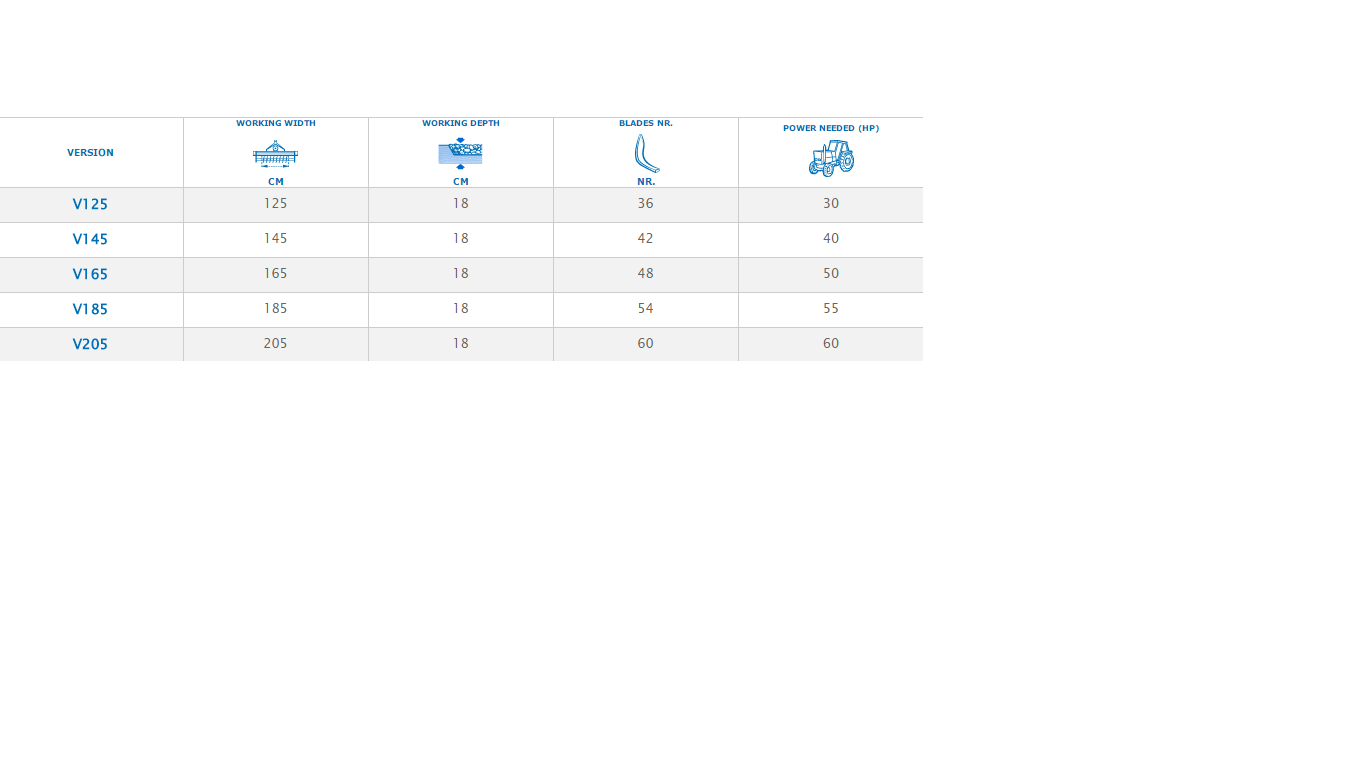 VERSION
WORKING WIDTH
CM
WORKING DEPTH
CM
BLADES NR.
NR.
POWER NEEDED (HP)
V125 125 18 36 30
V145 145 18 42 40
V165 165 18 48 50
V185 185 18 54 55
V205 205 18 60 60